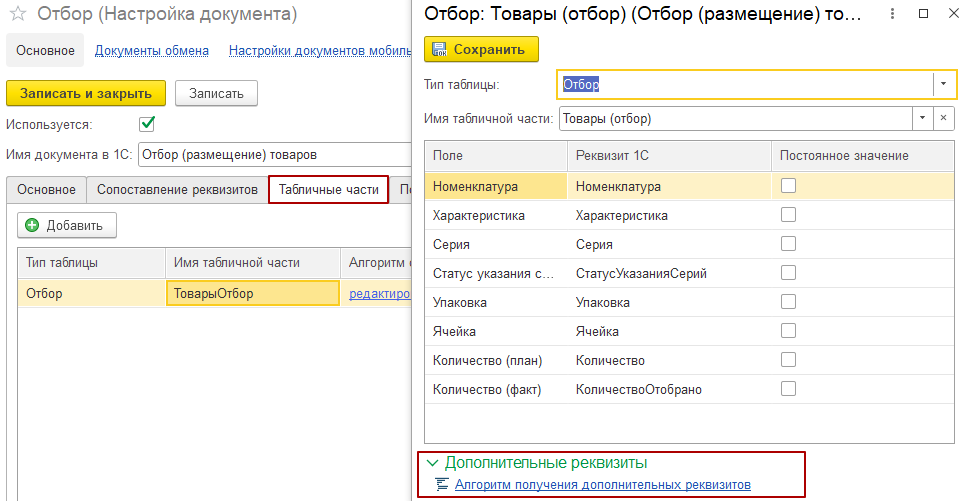 Отбор (Настройка документа)
Основное Документы обмена Настройки документов мобиль
Записать и закрыть Записать
Используется:
Имя документа в 1С: Отбор (размещение) товаров
Основное Сопоставление реквизитов Табличные части
Добавить
Тип таблицы Имя табличной части Алгоритм
Отбор ТоварыОтбор редактиро
Отбор: Товары (отбор) (Отбор (размещение) то...
Сохранить
Тип таблицы: Отбор
Имя табличной части: Товары (отбор)
Поле Реквизит 1С Постоянное значение
Номенклатура Номенклатура
Характеристика Характеристика
Серия Серия
Статус указания с... СтатусУказанияСерий
Упаковка Упаковка
Ячейка Ячейка
Количество (план) Количество
Количество (факт) КоличествоОтобрано
Дополнительные реквизиты
Алгоритм получения дополнительных реквизитов